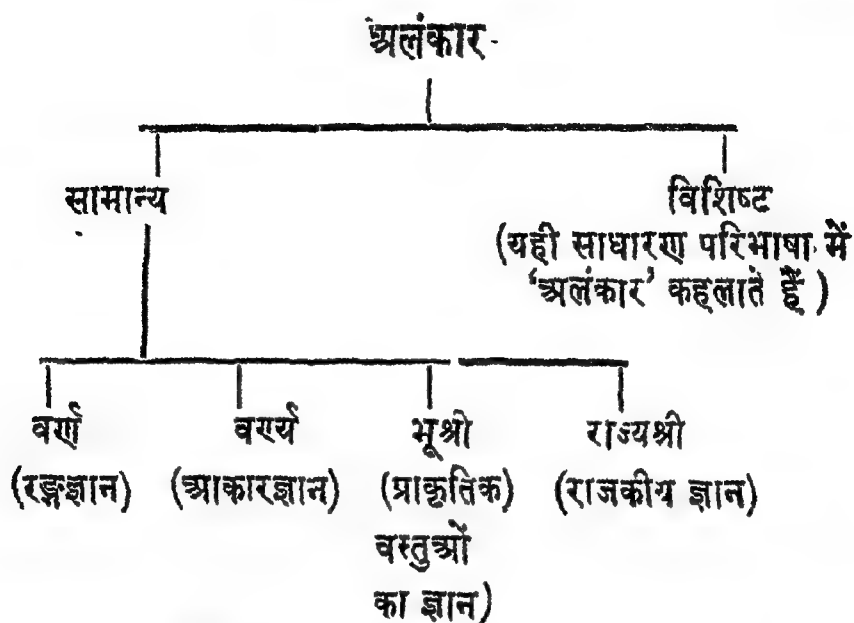 अलंकार
सामान्य विशिष्ट
(यही साधारण परिभाषा में
‘अलंकार’ कहलाते हैं)
वर्ण वर्ण्य भूश्री राज्यश्री
(रङ्गज्ञान) (आकारज्ञान) (प्राकृतिक) (राजकीय ज्ञान)
वस्तुओं
का ज्ञान)